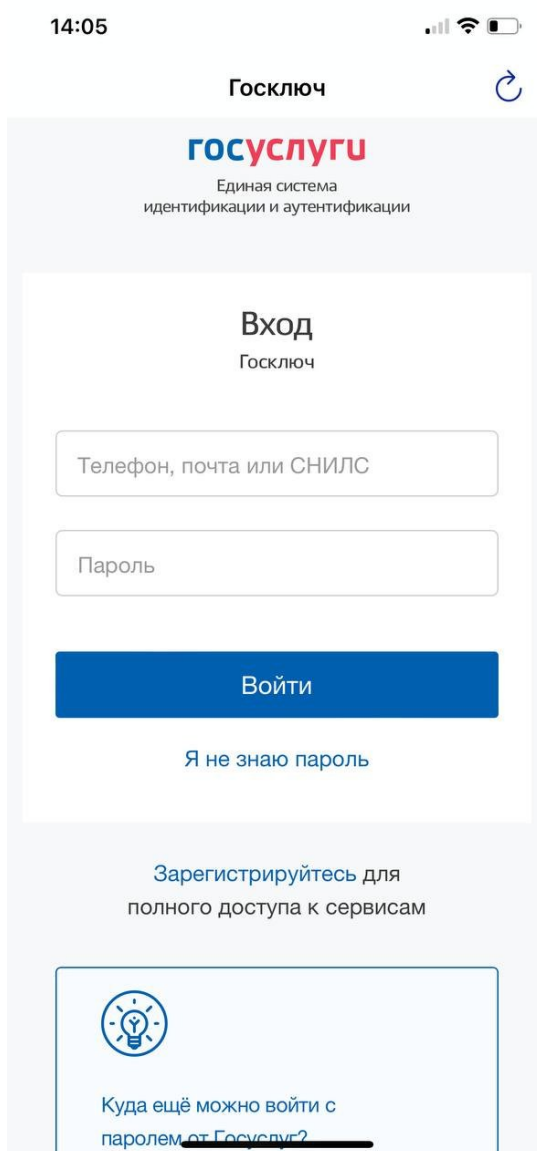 14:05
Госключ
госуслуги
Единая система
идентификации и аутентификации
Вход
Госключ
Телефон, почта или СНИЛС
Пароль
Войти
Я не знаю пароль
Зарегистрируйтесь для
полного доступа к сервисам
Куда ещё можно войти с
паролем от Госуслуг?